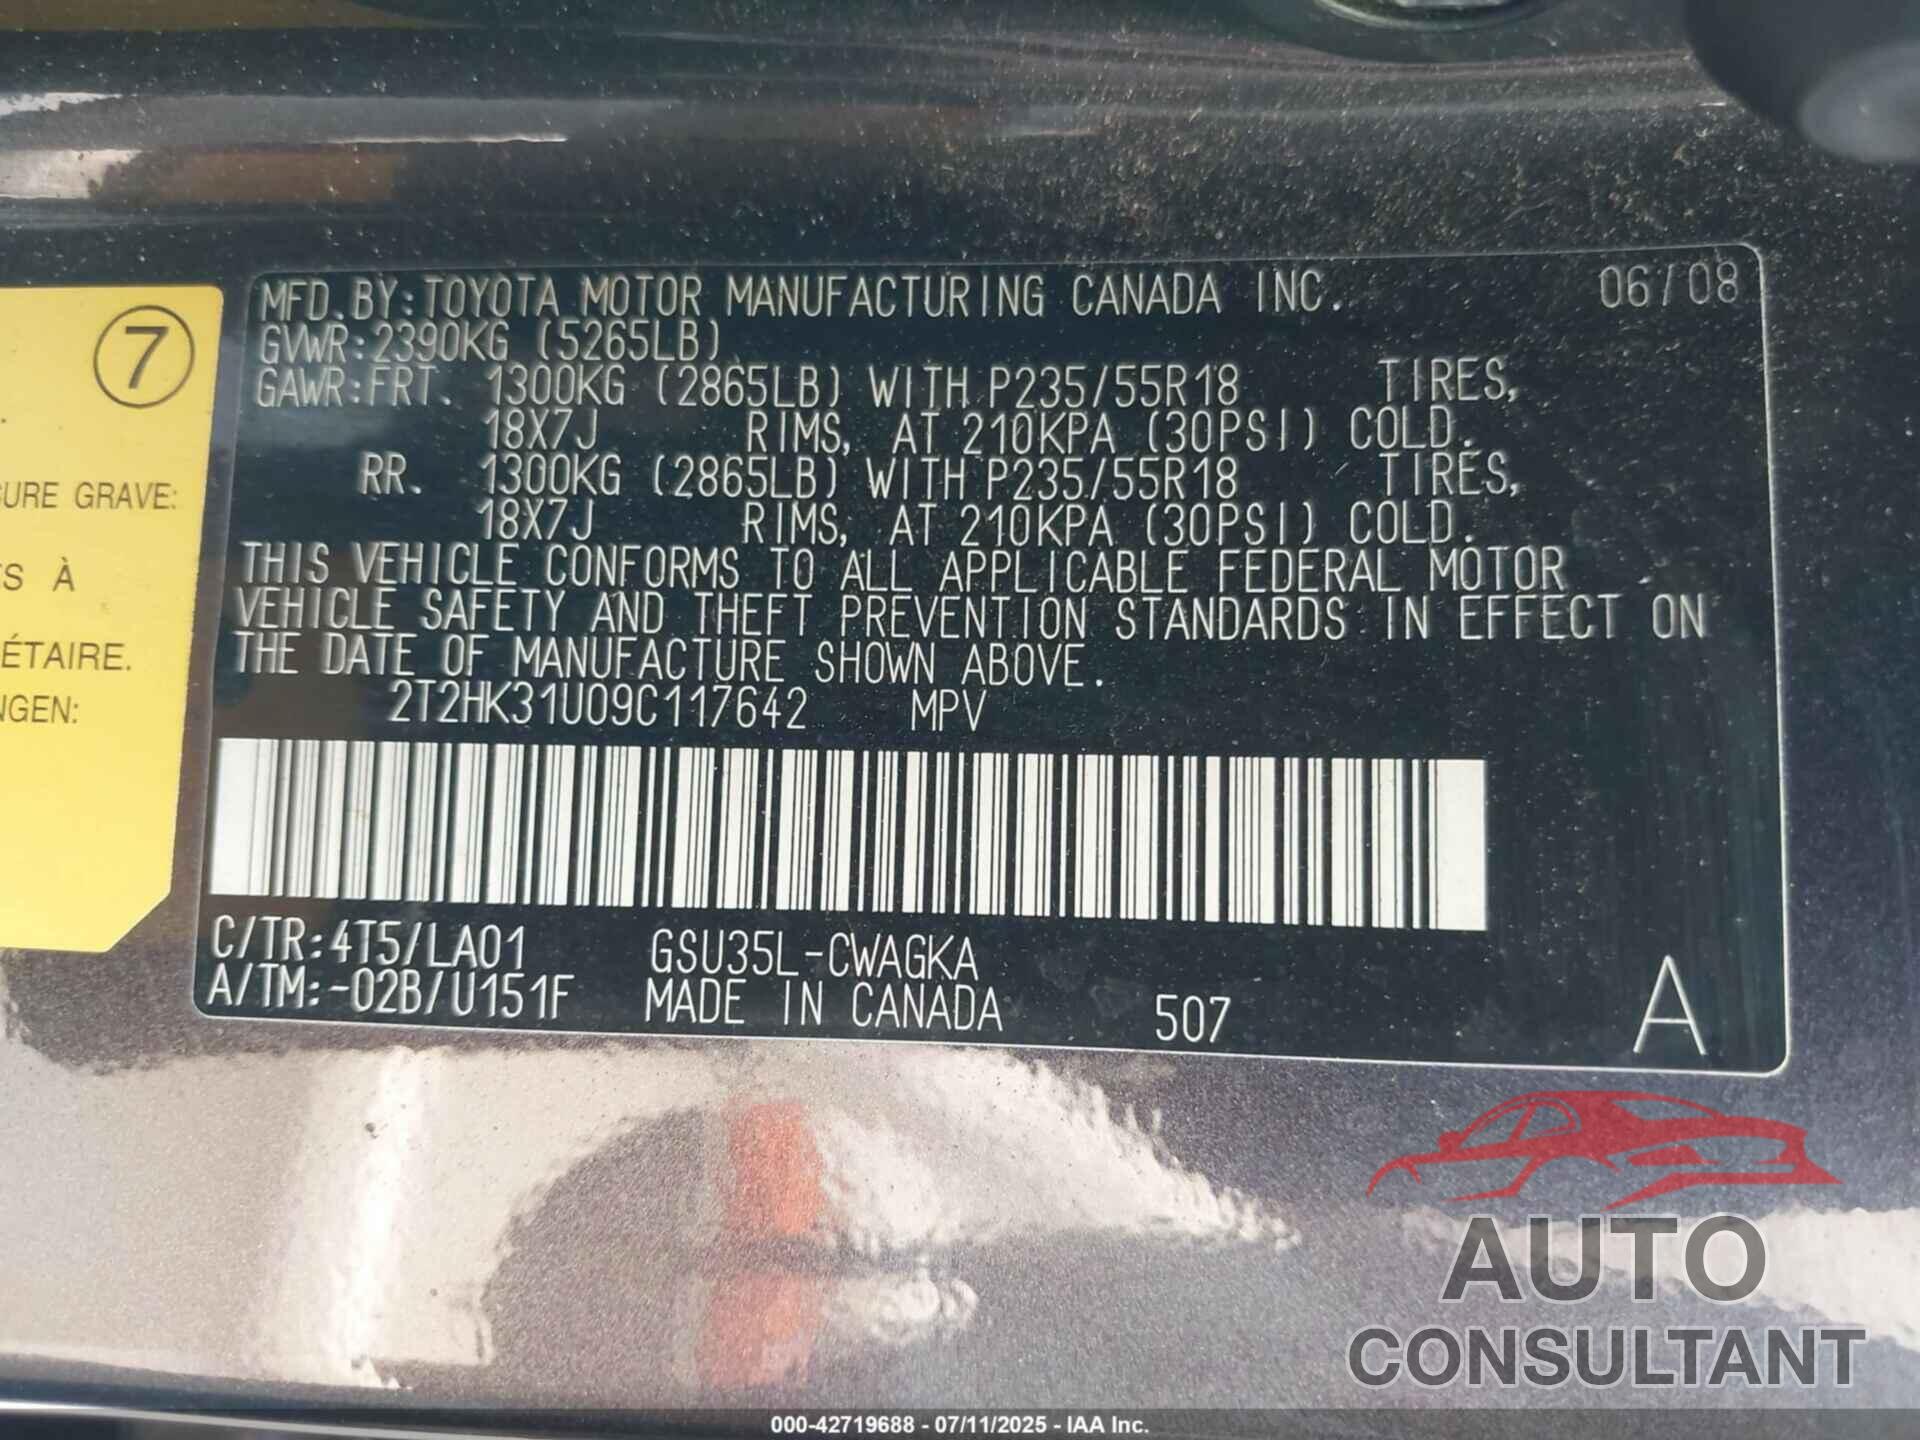 MFD.BY:TOYOTA MOTOR MANUFACTURING CANADA INC. 06/08
GVWR:2390KG (5265LB)
GAWR:FRT. 1300KG (2865LB) WITH P235/55R18 TIRES,
18X7J RIMS, AT 210KPA (30PSI) COLD.
RR. 1300KG (2865LB) WITH P235/55R18 TIRES,
18X7J RIMS, AT 210KPA (30PSI) COLD.
THIS VEHICLE CONFORMS TO ALL APPLICABLE FEDERAL MOTOR
VEHICLE SAFETY AND THEFT PREVENTION STANDARDS IN EFFECT ON
THE DATE OF MANUFACTURE SHOWN ABOVE.
2T2HK31U09C117642 MPV
C/TR:4T5/LA01 GSU35L-CWAGKA
A/TM:-02B/U151F MADE IN CANADA 507 A
7
GRAVE:
À
AUTO
CONSULTANT
000-42719688 - 07/11/2025 - IAA Inc.